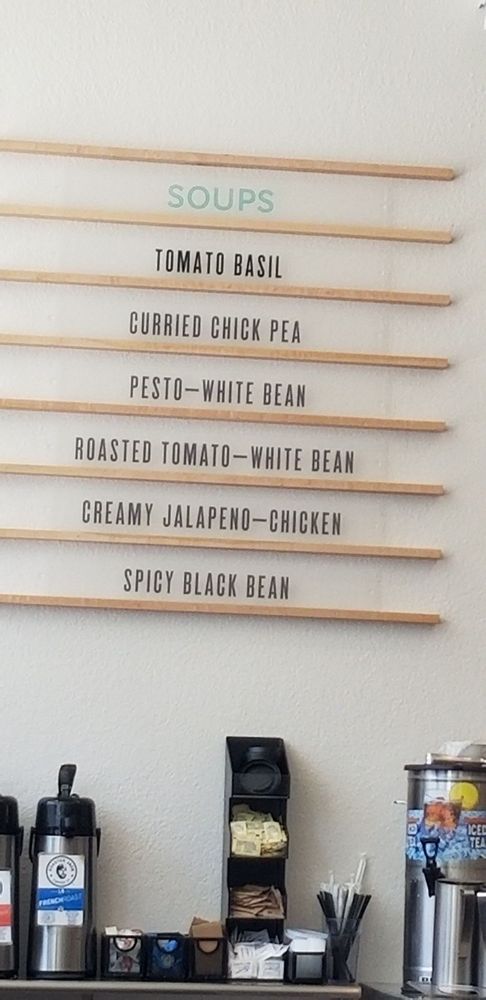 SOUPS
TOMATO BASIL
CURRIED CHICK PEA
PESTO—WHITE BEAN
ROASTED TOMATO—WHITE BEAN
CREAMY JALAPENO—CHICKEN
SPICY BLACK BEAN
FRENCH ROAST
ICED
TEA